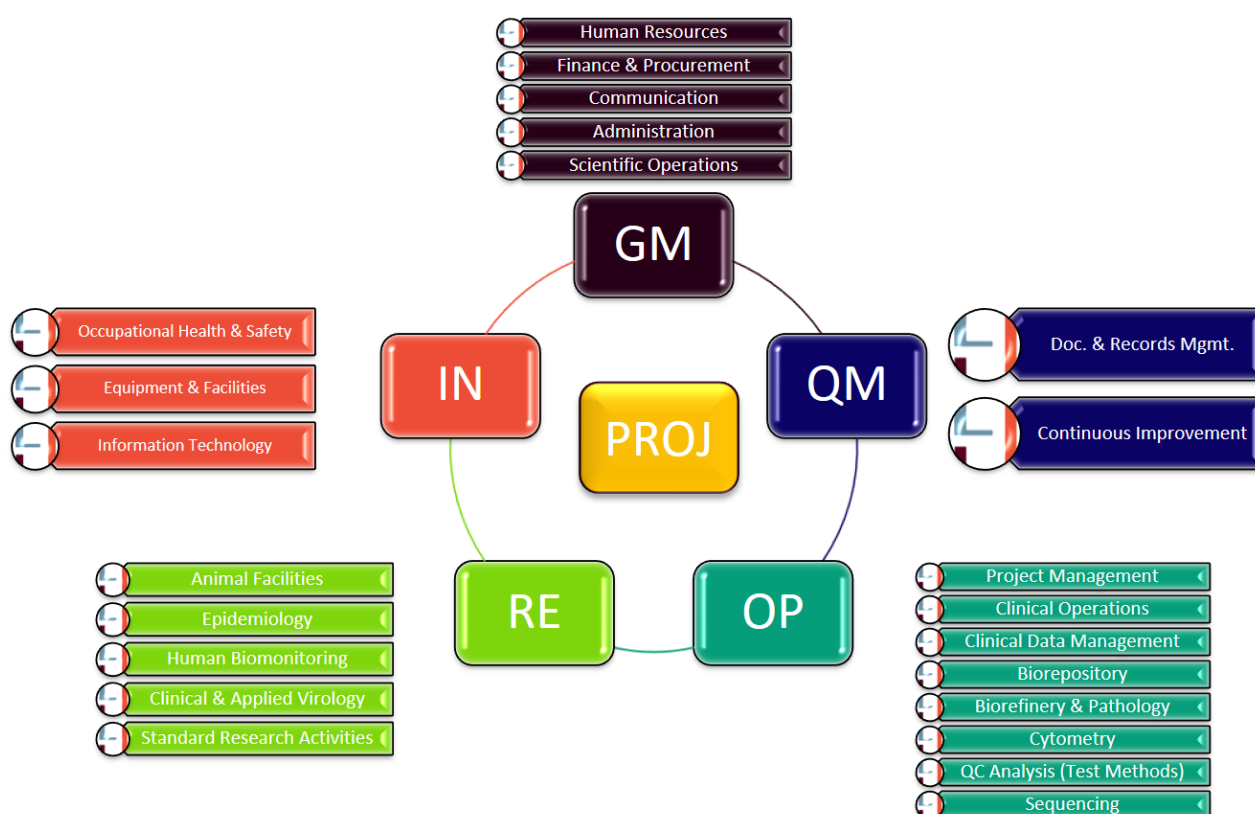 Human Resources
Finance & Procurement
Communication
Administration
Scientific Operations
GM
Occupational Health & Safety
Equipment & Facilities
Information Technology
IN
PROJ
QM
Doc. & Records Mgmt.
Continuous Improvement
RE
OP
Animal Facilities
Epidemiology
Human Biomonitoring
Clinical & Applied Virology
Standard Research Activities
Project Management
Clinical Operations
Clinical Data Management
Biorepository
Biorefinery & Pathology
Cytometry
QC Analysis (Test Methods)
Sequencing